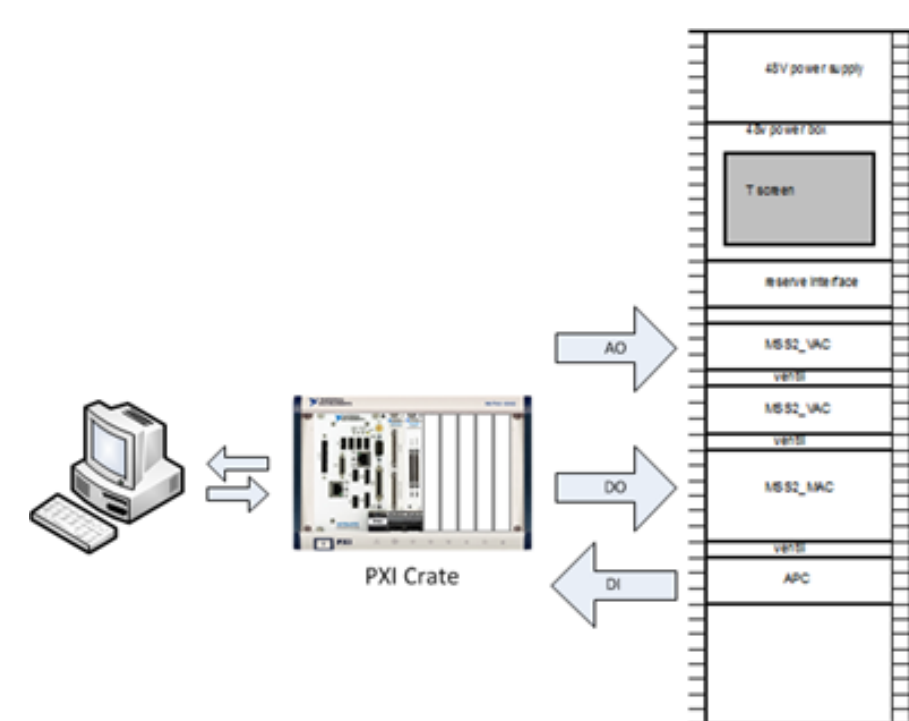 48V power supply
48v power box
T screen
reserve interface
AO
MSS2_VAC
ventil
MSS2_VAC
ventil
DO
MSS2_MAC
ventil
DI
APC
PXI
PXI Crate